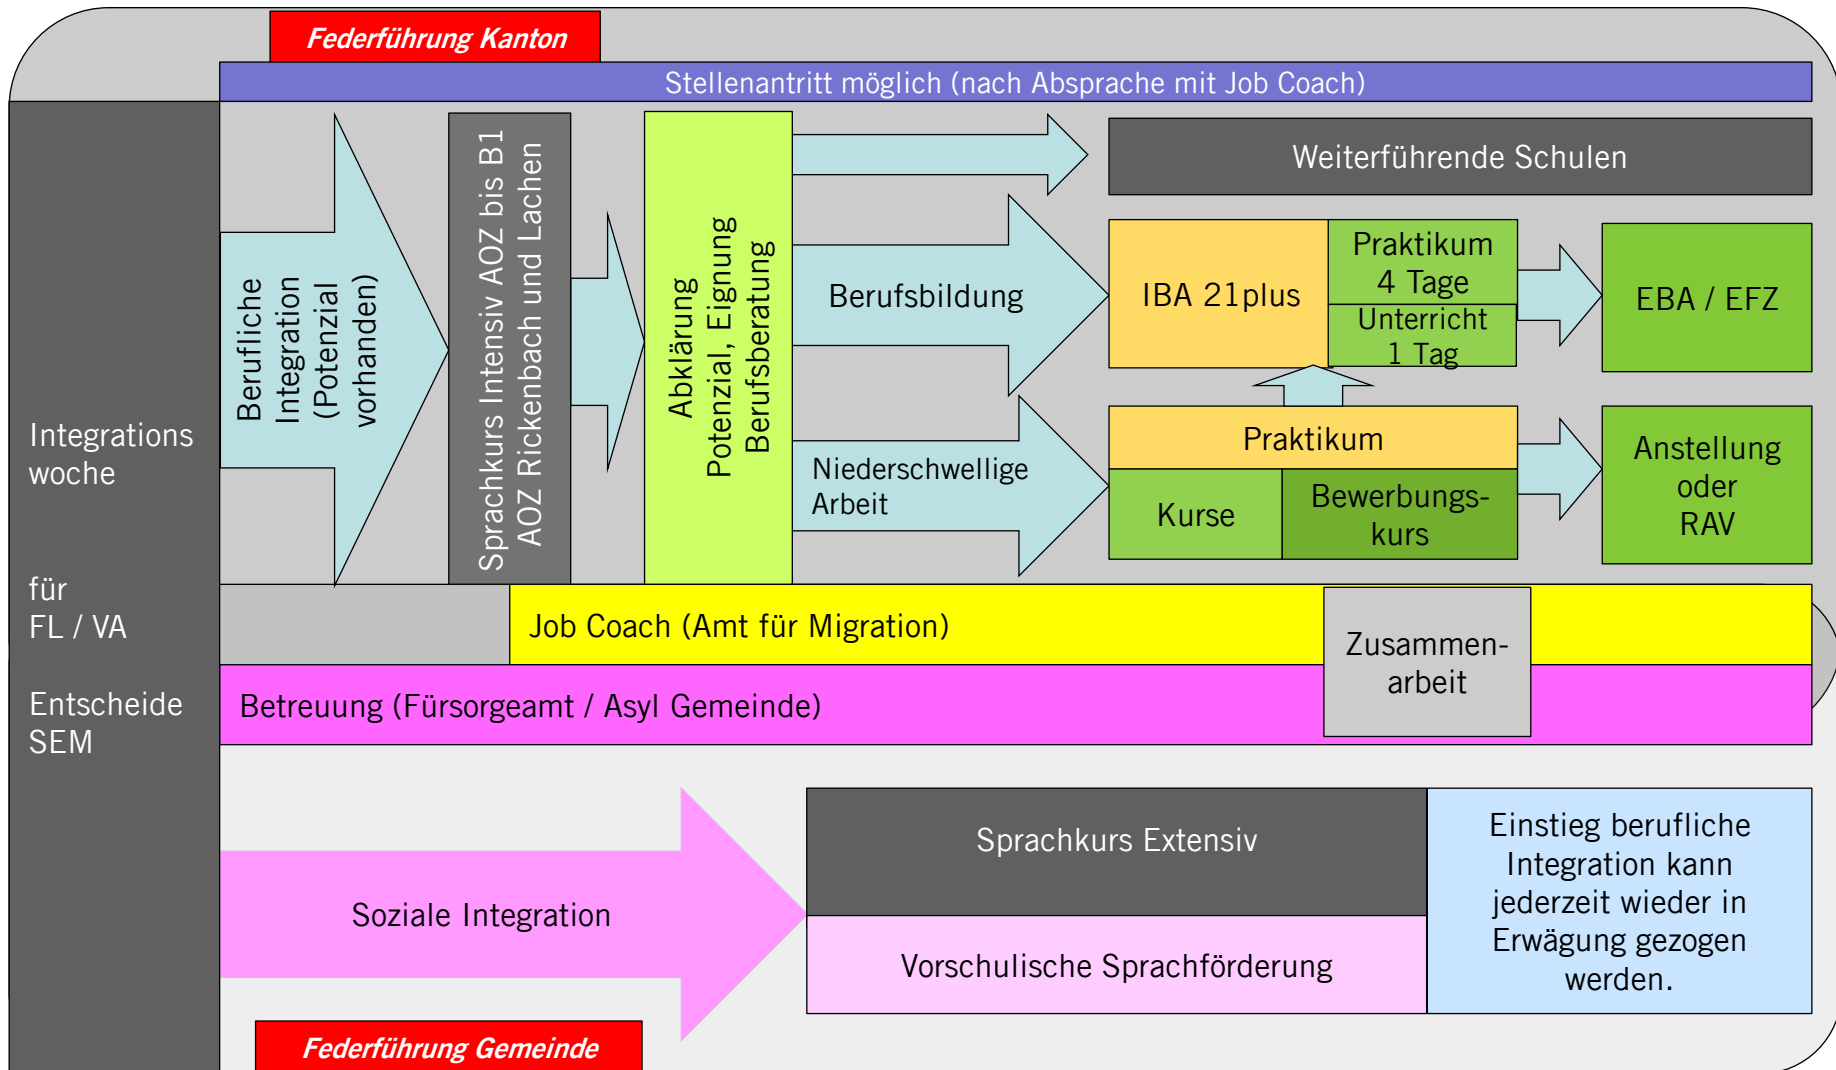 Federführung Kanton
Stellenantritt möglich (nach Absprache mit Job Coach)
Integrations
woche
für
FL / VA
Entscheide
SEM
Berufliche
Integration
(Potenzial
vorhanden)
Sprachkurs Intensiv AOZ bis B1
AOZ Rickenbach und Lachen
Abklärung
Potenzial, Eignung
Berufsberatung
Weiterführende Schulen
Berufsbildung
IBA 21plus
Praktikum
4 Tage
Unterricht
1 Tag
EBA / EFZ
Niederschwellige
Arbeit
Praktikum
Kurse
Bewerbungs-
kurs
Anstellung
oder
RAV
Job Coach (Amt für Migration)
Zusammen-
arbeit
Betreuung (Fürsorgeamt / Asyl Gemeinde)
Soziale Integration
Sprachkurs Extensiv
Vorschulische Sprachförderung
Einstieg berufliche
Integration kann
jederzeit wieder in
Erwägung gezogen
werden.
Federführung Gemeinde